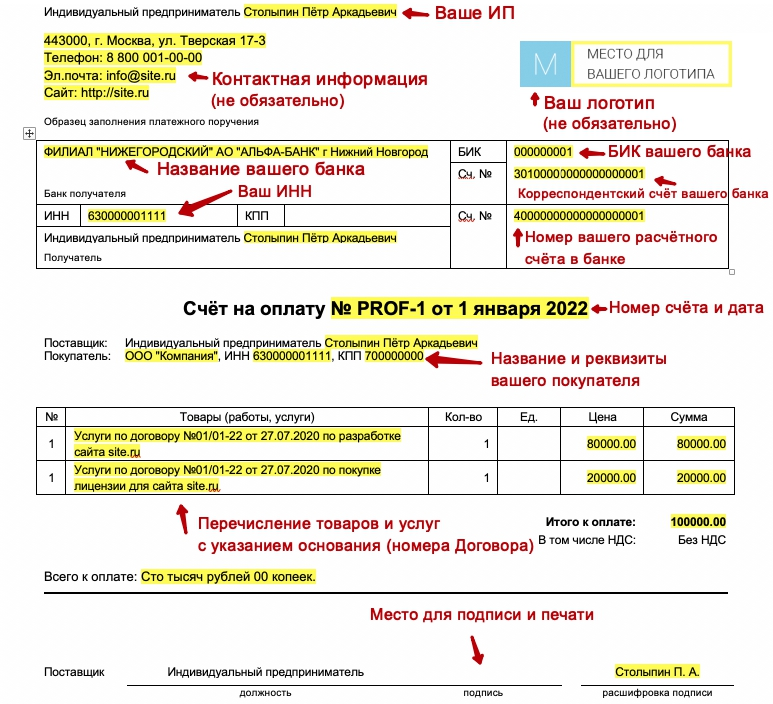 Индивидуальный предприниматель Столыпин Пётр Аркадьевич
Ваше ИП
443000, г. Москва, ул. Тверская 17-3
Телефон: 8 800 001-00-00
Эл.почта: info@site.ru
Сайт: http://site.ru
Контактная информация
(не обязательно)
М
МЕСТО ДЛЯ
ВАШЕГО ЛОГОТИПА
Ваш логотип
(не обязательно)
Образец заполнения платежного поручения
ФИЛИАЛ "НИЖЕГОРОДСКИЙ" АО "АЛЬФА-БАНК" г Нижний Новгород
БИК
000000001
БИК вашего банка
Название вашего банка
Сч. №
30100000000000000001
Банк получателя
Ваш ИНН
Корреспондентский счёт вашего банка
ИНН
630000001111
КПП
Сч. №
40000000000000000001
Индивидуальный предприниматель Столыпин Пётр Аркадьевич
Номер вашего расчётного
счёта в банке
Получатель
Счёт на оплату № PROF-1 от 1 января 2022
Номер счёта и дата
Поставщик: Индивидуальный предприниматель Столыпин Пётр Аркадьевич
Покупатель: ООО "Компания", ИНН 630000001111, КПП 700000000
Название и реквизиты
вашего покупателя
№ Товары (работы, услуги) Кол-во Ед. Цена Сумма
1 Услуги по договору №01/01-22 от 27.07.2020 по разработке 1 80000.00 80000.00
сайта site.ru
1 Услуги по договору №01/01-22 от 27.07.2020 по покупке 1 20000.00 20000.00
лицензии для сайта site.ru
Перечисление товаров и услуг
с указанием основания (номера Договора)
Итого к оплате: 100000.00
В том числе НДС: Без НДС
Всего к оплате: Сто тысяч рублей 00 копеек.
Место для подписи и печати
Поставщик Индивидуальный предприниматель Столыпин П. А.
должность подпись расшифровка подписи